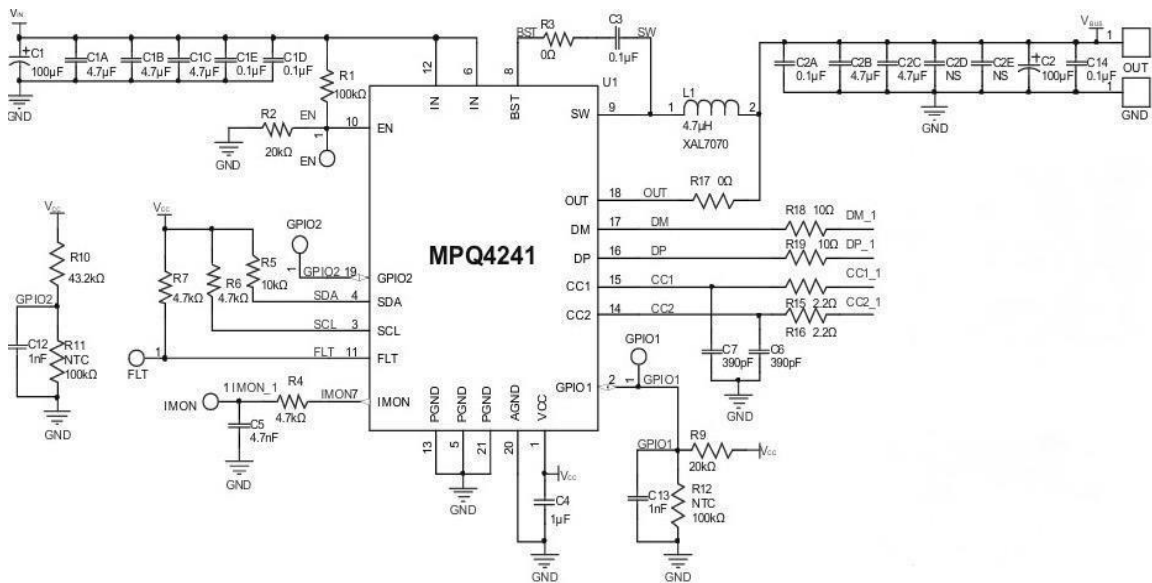 VIN
C1
100µF
C1A
4.7µF
C1B
4.7µF
C1C
4.7µF
C1E
0.1µF
C1D
0.1µF
GND
R1
100kΩ
R2
20kΩ
GND
EN
1
EN
10
EN
12
IN
6
IN
8
BST
BST
R3
0Ω
C3
0.1µF
SW
U1
SW
9
1
L1
2
4.7µH
XAL7070
VBUS
C2A
0.1µF
C2B
4.7µF
C2C
4.7µF
C2D
NS
C2E
NS
C2
100µF
C14
0.1µF
1
OUT
1
GND
GND
OUT
18
OUT
R17 0Ω
DM
17
DM
R18 10Ω
DM_1
DP
16
DP
R19 10Ω
DP_1
CC1
15
CC1
CC1_1
R15 2.2Ω
CC2
14
CC2
CC2_1
R16 2.2Ω
C7
390pF
C6
390pF
GND
MPQ4241
VCC
R10
43.2kΩ
GPIO2
C12
1nF
R11
NTC
100kΩ
GND
VCC
R7
4.7kΩ
R6
4.7kΩ
R5
10kΩ
GPIO2
1
GPIO2
19
GPIO2
SDA
4
SDA
SCL
3
SCL
1
FLT
FLT
11
FLT
IMON
1
IMON_1
R4
4.7kΩ
IMON
7
IMON
C5
4.7nF
GND
PGND
13
PGND
5
PGND
21
AGND
20
VCC
1
GND
VCC
C4
1µF
GND
GPIO1
2
1
GPIO1
GPIO1
GPIO1
R9
20kΩ
VCC
C13
1nF
R12
NTC
100kΩ
GND